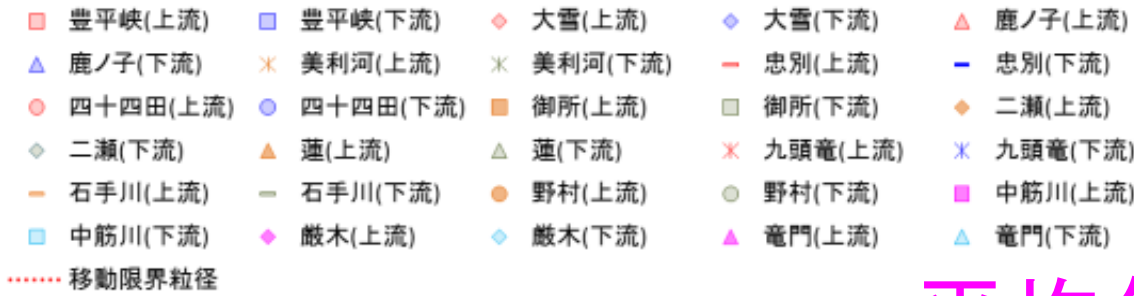 豊平峡(上流) 豊平峡(下流) 大雪(上流) 大雪(下流) 鹿ノ子(上流)
鹿ノ子(下流) 美利河(上流) 美利河(下流) 忠別(上流) 忠別(下流)
四十四田(上流) 四十四田(下流) 御所(上流) 御所(下流) 二瀬(上流)
二瀬(下流) 蓮(上流) 蓮(下流) 九頭竜(上流) 九頭竜(下流)
石手川(上流) 石手川(下流) 野村(上流) 野村(下流) 中筋川(上流)
中筋川(下流) 厳木(上流) 厳木(下流) 竜門(上流) 竜門(下流)
移動限界粒径